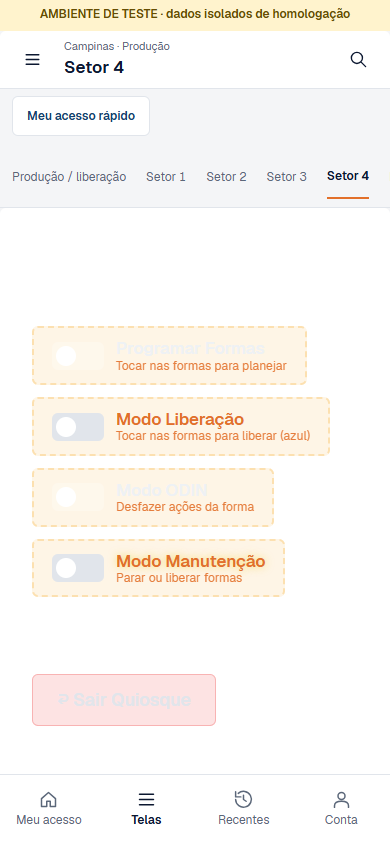 AMBIENTE DE TESTE · dados isolados de homologação
Campinas · Produção
Setor 4
Meu acesso rápido
Produção / liberação
Setor 1
Setor 2
Setor 3
Setor 4
Programar Formas
Tocar nas formas para planejar
Modo Liberação
Tocar nas formas para liberar (azul)
Modo ODIN
Desfazer ações da forma
Modo Manutenção
Parar ou liberar formas
Sair Quiosque
Meu acesso
Telas
Recentes
Conta